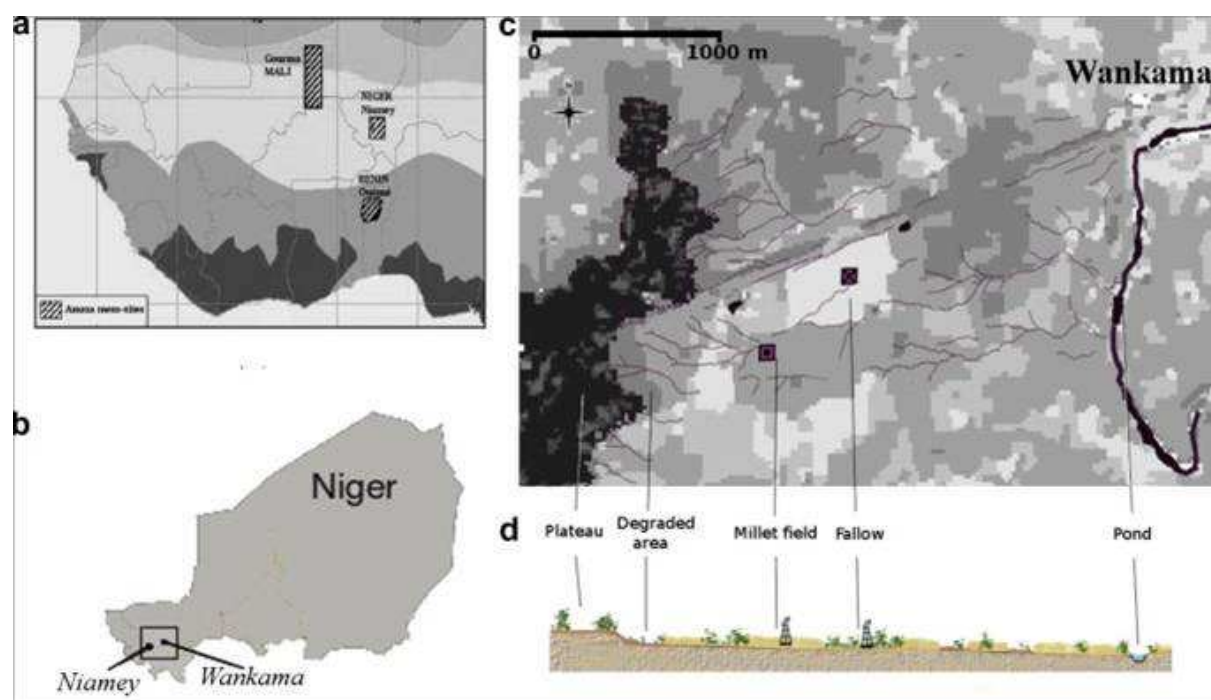 a
Gourma
MALI
NIGER
Niamey
BENIN
Amma meso-sites
b
Niger
Niamey
Wankama
c
0 1000 m
Wankama
d
Plateau
Degraded
area
Millet field
Fallow
Pond